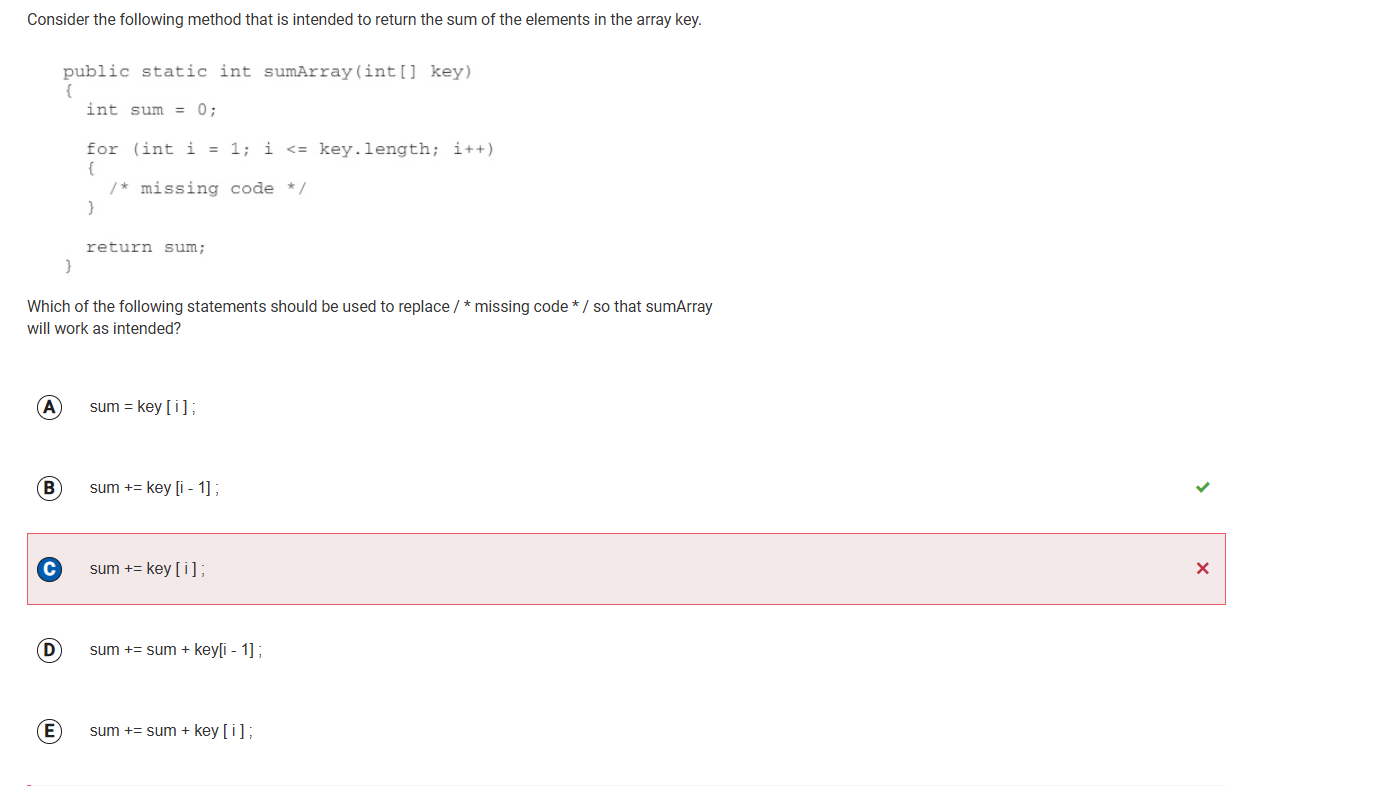 Consider the following method that is intended to return the sum of the elements in the array key.
public static int sumArray(int[] key)
{
int sum = 0;
for (int i = 1; i <= key.length; i++)
{
/* missing code */
}
return sum;
}
Which of the following statements should be used to replace / * missing code * / so that sumArray
will work as intended?
A sum = key [ i ] ;
B sum += key [i - 1] ;
C sum += key [ i ] ;
D sum += sum + key[i - 1] ;
E sum += sum + key [ i ] ;